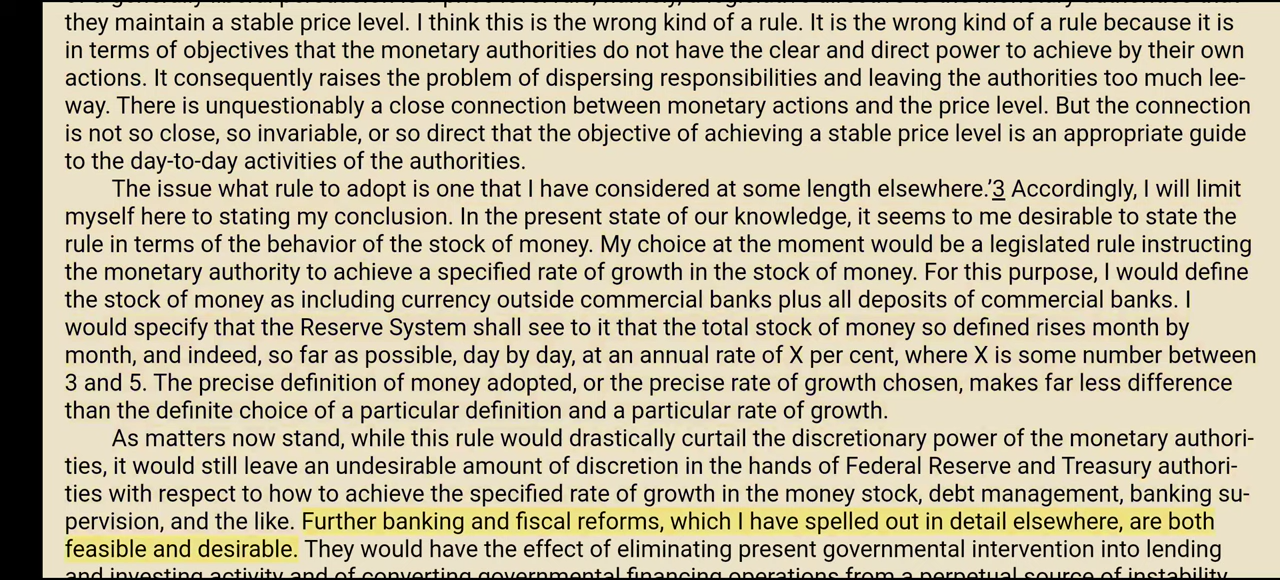 they maintain a stable price level. I think this is the wrong kind of a rule. It is the wrong kind of a rule because it is
in terms of objectives that the monetary authorities do not have the clear and direct power to achieve by their own
actions. It consequently raises the problem of dispersing responsibilities and leaving the authorities too much lee-
way. There is unquestionably a close connection between monetary actions and the price level. But the connection
is not so close, so invariable, or so direct that the objective of achieving a stable price level is an appropriate guide
to the day-to-day activities of the authorities.
The issue what rule to adopt is one that I have considered at some length elsewhere.’3 Accordingly, I will limit
myself here to stating my conclusion. In the present state of our knowledge, it seems to me desirable to state the
rule in terms of the behavior of the stock of money. My choice at the moment would be a legislated rule instructing
the monetary authority to achieve a specified rate of growth in the stock of money. For this purpose, I would define
the stock of money as including currency outside commercial banks plus all deposits of commercial banks. I
would specify that the Reserve System shall see to it that the total stock of money so defined rises month by
month, and indeed, so far as possible, day by day, at an annual rate of X per cent, where X is some number between
3 and 5. The precise definition of money adopted, or the precise rate of growth chosen, makes far less difference
than the definite choice of a particular definition and a particular rate of growth.
As matters now stand, while this rule would drastically curtail the discretionary power of the monetary authori-
ties, it would still leave an undesirable amount of discretion in the hands of Federal Reserve and Treasury authori-
ties with respect to how to achieve the specified rate of growth in the money stock, debt management, banking su-
pervision, and the like. Further banking and fiscal reforms, which I have spelled out in detail elsewhere, are both
feasible and desirable. They would have the effect of eliminating present governmental intervention into lending
and investing activity and of converting governmental financing operations from a perpetual source of instability